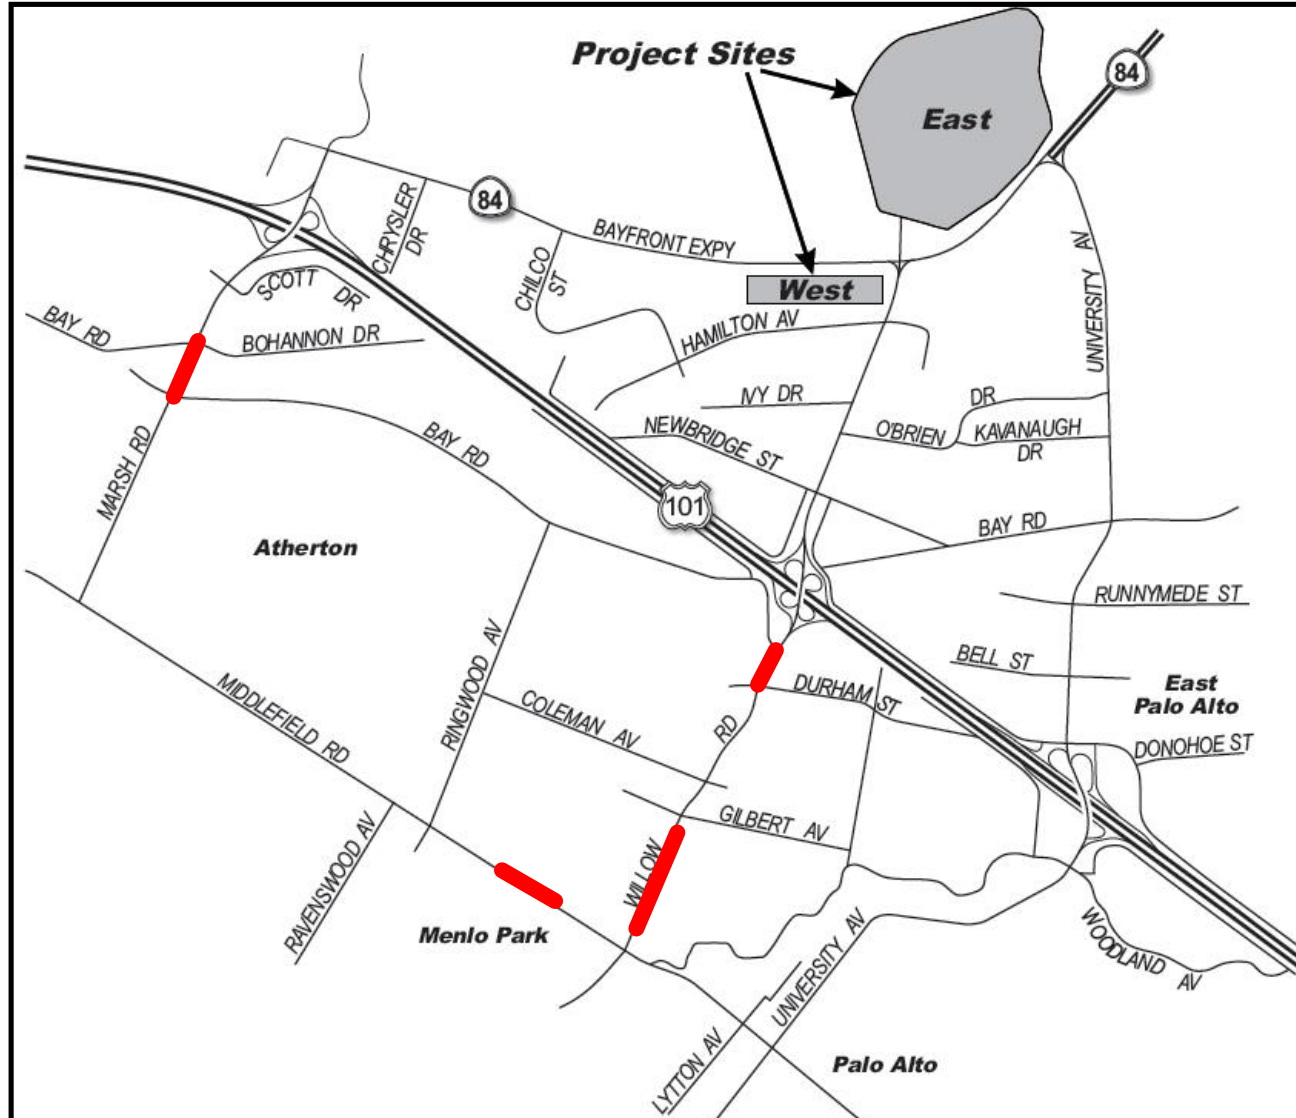 Project Sites
84
East
CHRYSLER
DR
84
BAYFRONT EXPY
UNIVERSITY AV
SCOTT DR
CHILCO
ST
West
BAY RD
BOHANNON DR
HAMILTON AV
IVY DR
DR
O'BRIEN
KAVANAUGH
DR
NEWBRIDGE ST
BAY RD
MARSH RD
101
BAY RD
Atherton
RUNNYMEDE ST
BELL ST
RINGWOOD AV
MIDDLEFIELD RD
COLEMAN AV
RD
DURHAM ST
East
Palo Alto
DONOHOE ST
GILBERT AV
RAVENSWOOD AV
WILLOW
Menlo Park
WOODLAND AV
UNIVERSITY AV
LYTTON AV
Palo Alto